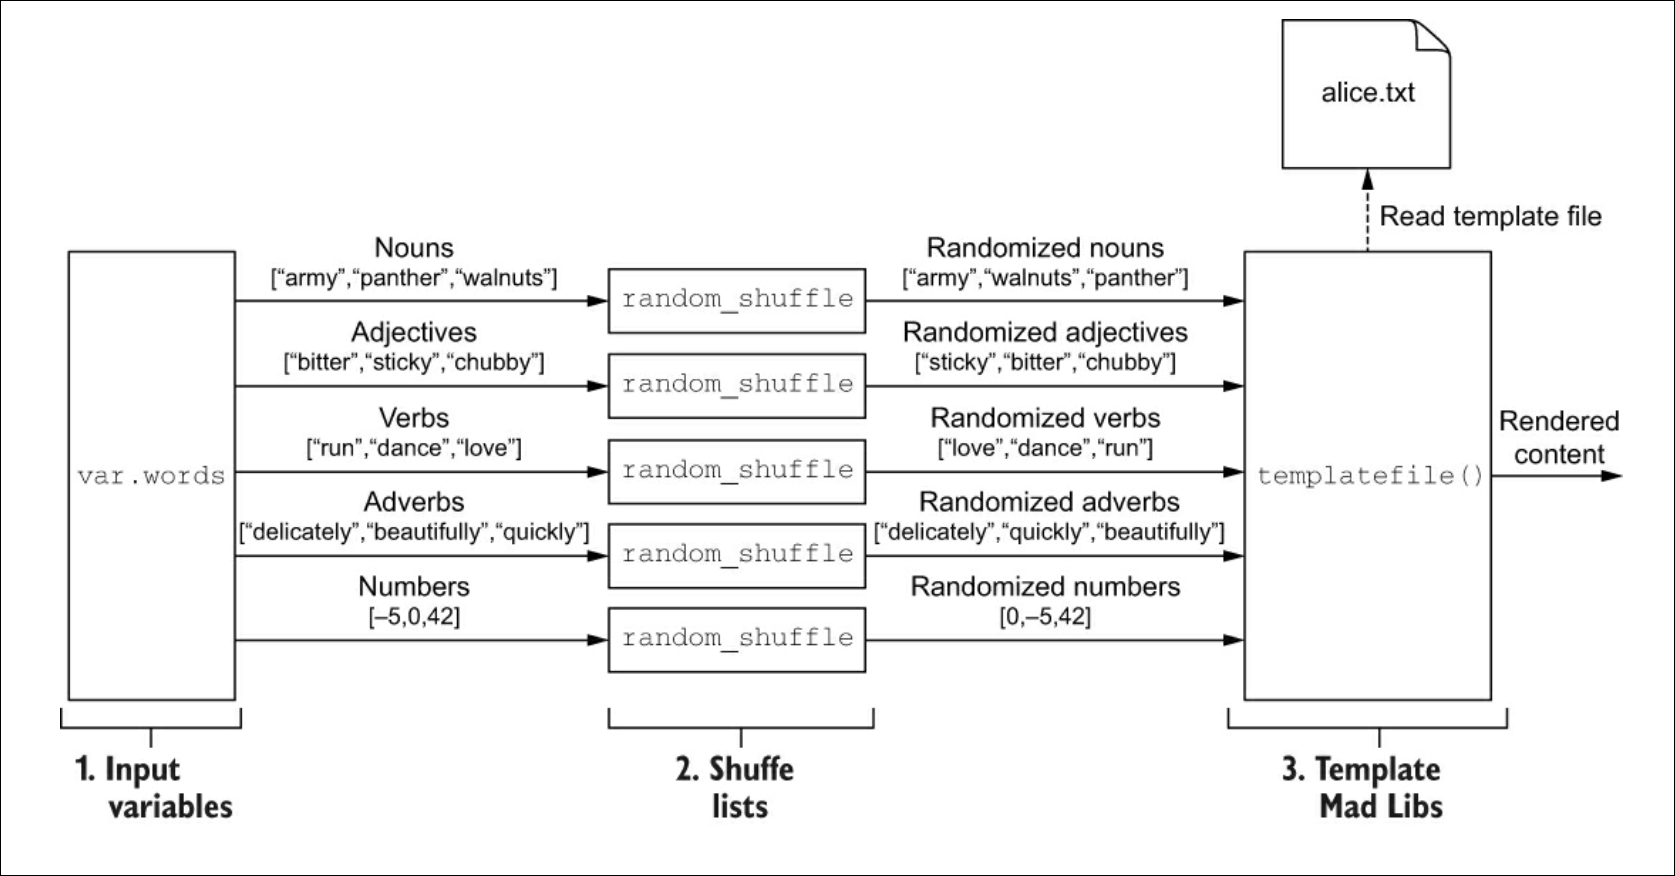 alice.txt
Read template file
Nouns
[“army”,“panther”,“walnuts”]
random_shuffle
Randomized nouns
[“army”,“walnuts”,“panther”]
Adjectives
[“bitter”,“sticky”,“chubby”]
random_shuffle
Randomized adjectives
[“sticky”,“bitter”,“chubby”]
Verbs
[“run”,“dance”,“love”]
random_shuffle
Randomized verbs
[“love”,“dance”,“run”]
var.words
templatefile()
Rendered
content
Adverbs
[“delicately”,“beautifully”,“quickly”]
random_shuffle
Randomized adverbs
[“delicately”,“quickly”,“beautifully”]
Numbers
[–5,0,42]
random_shuffle
Randomized numbers
[0,–5,42]
1. Input
variables
2. Shuffe
lists
3. Template
Mad Libs